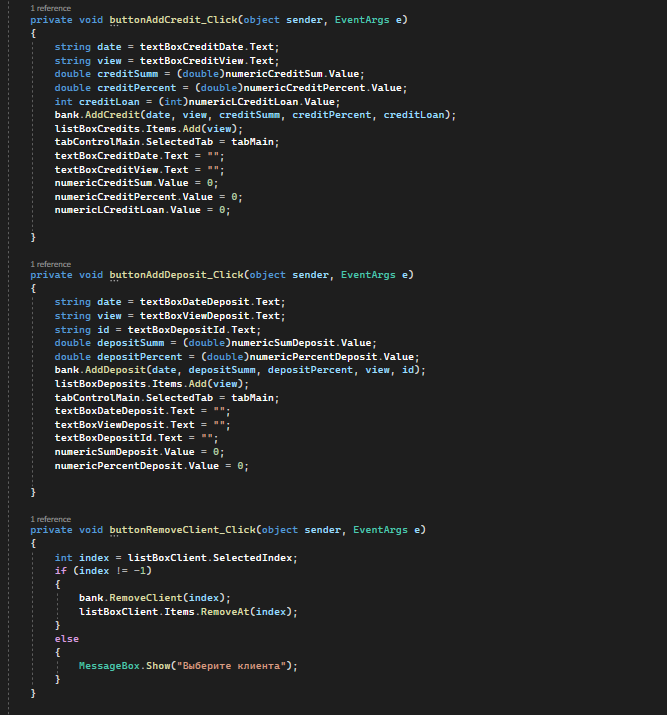 1 reference
private void buttonAddCredit_Click(object sender, EventArgs e)
{
    string date = textBoxCreditDate.Text;
    string view = textBoxCreditView.Text;
    double creditSumm = (double)numericCreditSum.Value;
    double creditPercent = (double)numericCreditPercent.Value;
    int creditLoan = (int)numericLCreditLoan.Value;
    bank.AddCredit(date, view, creditSumm, creditPercent, creditLoan);
    listBoxCredits.Items.Add(view);
    tabControlMain.SelectedTab = tabMain;
    textBoxCreditDate.Text = "";
    textBoxCreditView.Text = "";
    numericCreditSum.Value = 0;
    numericCreditPercent.Value = 0;
    numericLCreditLoan.Value = 0;
}
1 reference
private void buttonAddDeposit_Click(object sender, EventArgs e)
{
    string date = textBoxDateDeposit.Text;
    string view = textBoxViewDeposit.Text;
    string id = textBoxDepositId.Text;
    double depositSumm = (double)numericSumDeposit.Value;
    double depositPercent = (double)numericPercentDeposit.Value;
    bank.AddDeposit(date, depositSumm, depositPercent, view, id);
    listBoxDeposits.Items.Add(view);
    tabControlMain.SelectedTab = tabMain;
    textBoxDateDeposit.Text = "";
    textBoxViewDeposit.Text = "";
    textBoxDepositId.Text = "";
    numericSumDeposit.Value = 0;
    numericPercentDeposit.Value = 0;
}
1 reference
private void buttonRemoveClient_Click(object sender, EventArgs e)
{
    int index = listBoxClient.SelectedIndex;
    if (index != -1)
    {
        bank.RemoveClient(index);
        listBoxClient.Items.RemoveAt(index);
    }
    else
    {
        MessageBox.Show("Выберите клиента");
    }
}